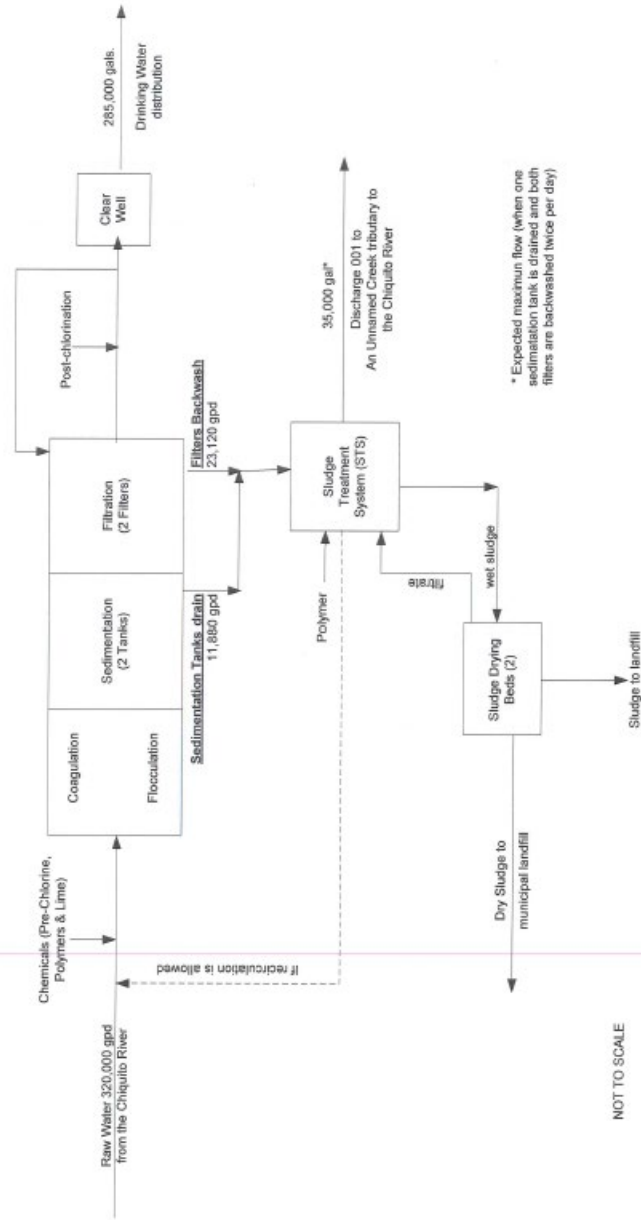 Raw Water 320,000 gpd
from the Chiquito River
Chemicals (Pre-Chlorine,
Polymers & Lime)
Coagulation
Flocculation
Sedimentation
(2 Tanks)
Filtration
(2 Filters)
Post-chlorination
Clear
Well
285,000 gals.
Drinking Water
distribution
Sedimentation Tanks drain
11,880 gpd
Filters Backwash
23,120 gpd
If recirculation is allowed
Polymer
Sludge
Treatment
System (STS)
35,000 gal*
Discharge 001 to
An Unnamed Creek tributary to
the Chiquito River
filtrate
wet sludge
Sludge Drying
Beds (2)
Dry Sludge to
municipal landfill
Sludge to landfill
* Expected maximun flow (when one
sedimatation tank is drained and both
filters are backwashed twice per day)
NOT TO SCALE